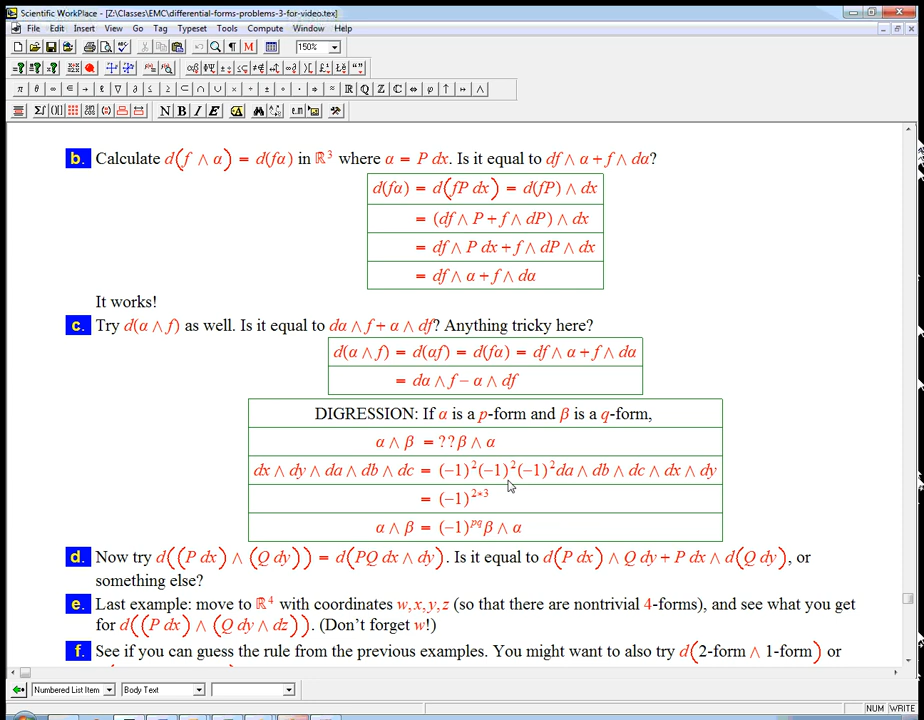 Scientific WorkPlace - [Z:\Classes\EMC\differential-forms-problems-3-for-video.tex]
File Edit Insert View Go Tag Typeset Tools Compute Window Help
150%
N B I E
b. Calculate d(f ∧ α) = d(fα) in ℝ³ where α = P dx. Is it equal to df ∧ α + f ∧ dα?
d(fα) = d(fP dx) = d(fP) ∧ dx
= (df ∧ P + f ∧ dP) ∧ dx
= df ∧ P dx + f ∧ dP ∧ dx
= df ∧ α + f ∧ dα
It works!
c. Try d(α ∧ f) as well. Is it equal to dα ∧ f + α ∧ df? Anything tricky here?
d(α ∧ f) = d(αf) = d(fα) = df ∧ α + f ∧ dα
= dα ∧ f − α ∧ df
DIGRESSION: If α is a p-form and β is a q-form,
α ∧ β = ??β ∧ α
dx ∧ dy ∧ da ∧ db ∧ dc = (−1)²(−1)²(−1)²da ∧ db ∧ dc ∧ dx ∧ dy
= (−1)^{2*3}
α ∧ β = (−1)^{pq}β ∧ α
d. Now try d((P dx) ∧ (Q dy)) = d(PQ dx ∧ dy). Is it equal to d(P dx) ∧ Q dy + P dx ∧ d(Q dy), or
something else?
e. Last example: move to ℝ⁴ with coordinates w,x,y,z (so that there are nontrivial 4-forms), and see what you get
for d((P dx) ∧ (Q dy ∧ dz)). (Don't forget w!)
f. See if you can guess the rule from the previous examples. You might want to also try d(2-form ∧ 1-form) or
Numbered List Item Body Text
NUM WRITE